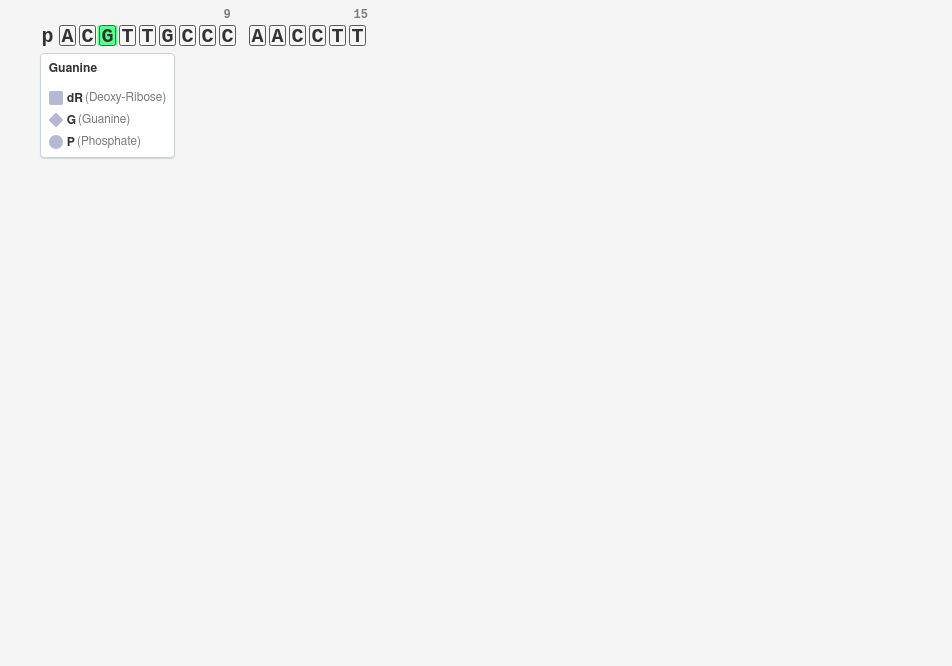 9 15
p A C G T T G C C C A A C C T T
Guanine
dR (Deoxy-Ribose)
G (Guanine)
P (Phosphate)